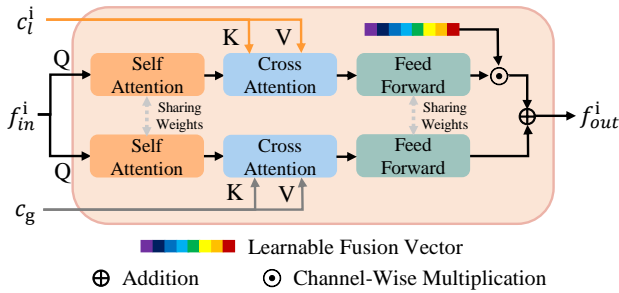 c_l^i
K V
Q
Self Attention
Cross Attention
Feed Forward
f_in^i
Sharing Weights
Sharing Weights
f_out^i
Self Attention
Cross Attention
Feed Forward
Q
K V
c_g
Learnable Fusion Vector
Addition
Channel-Wise Multiplication